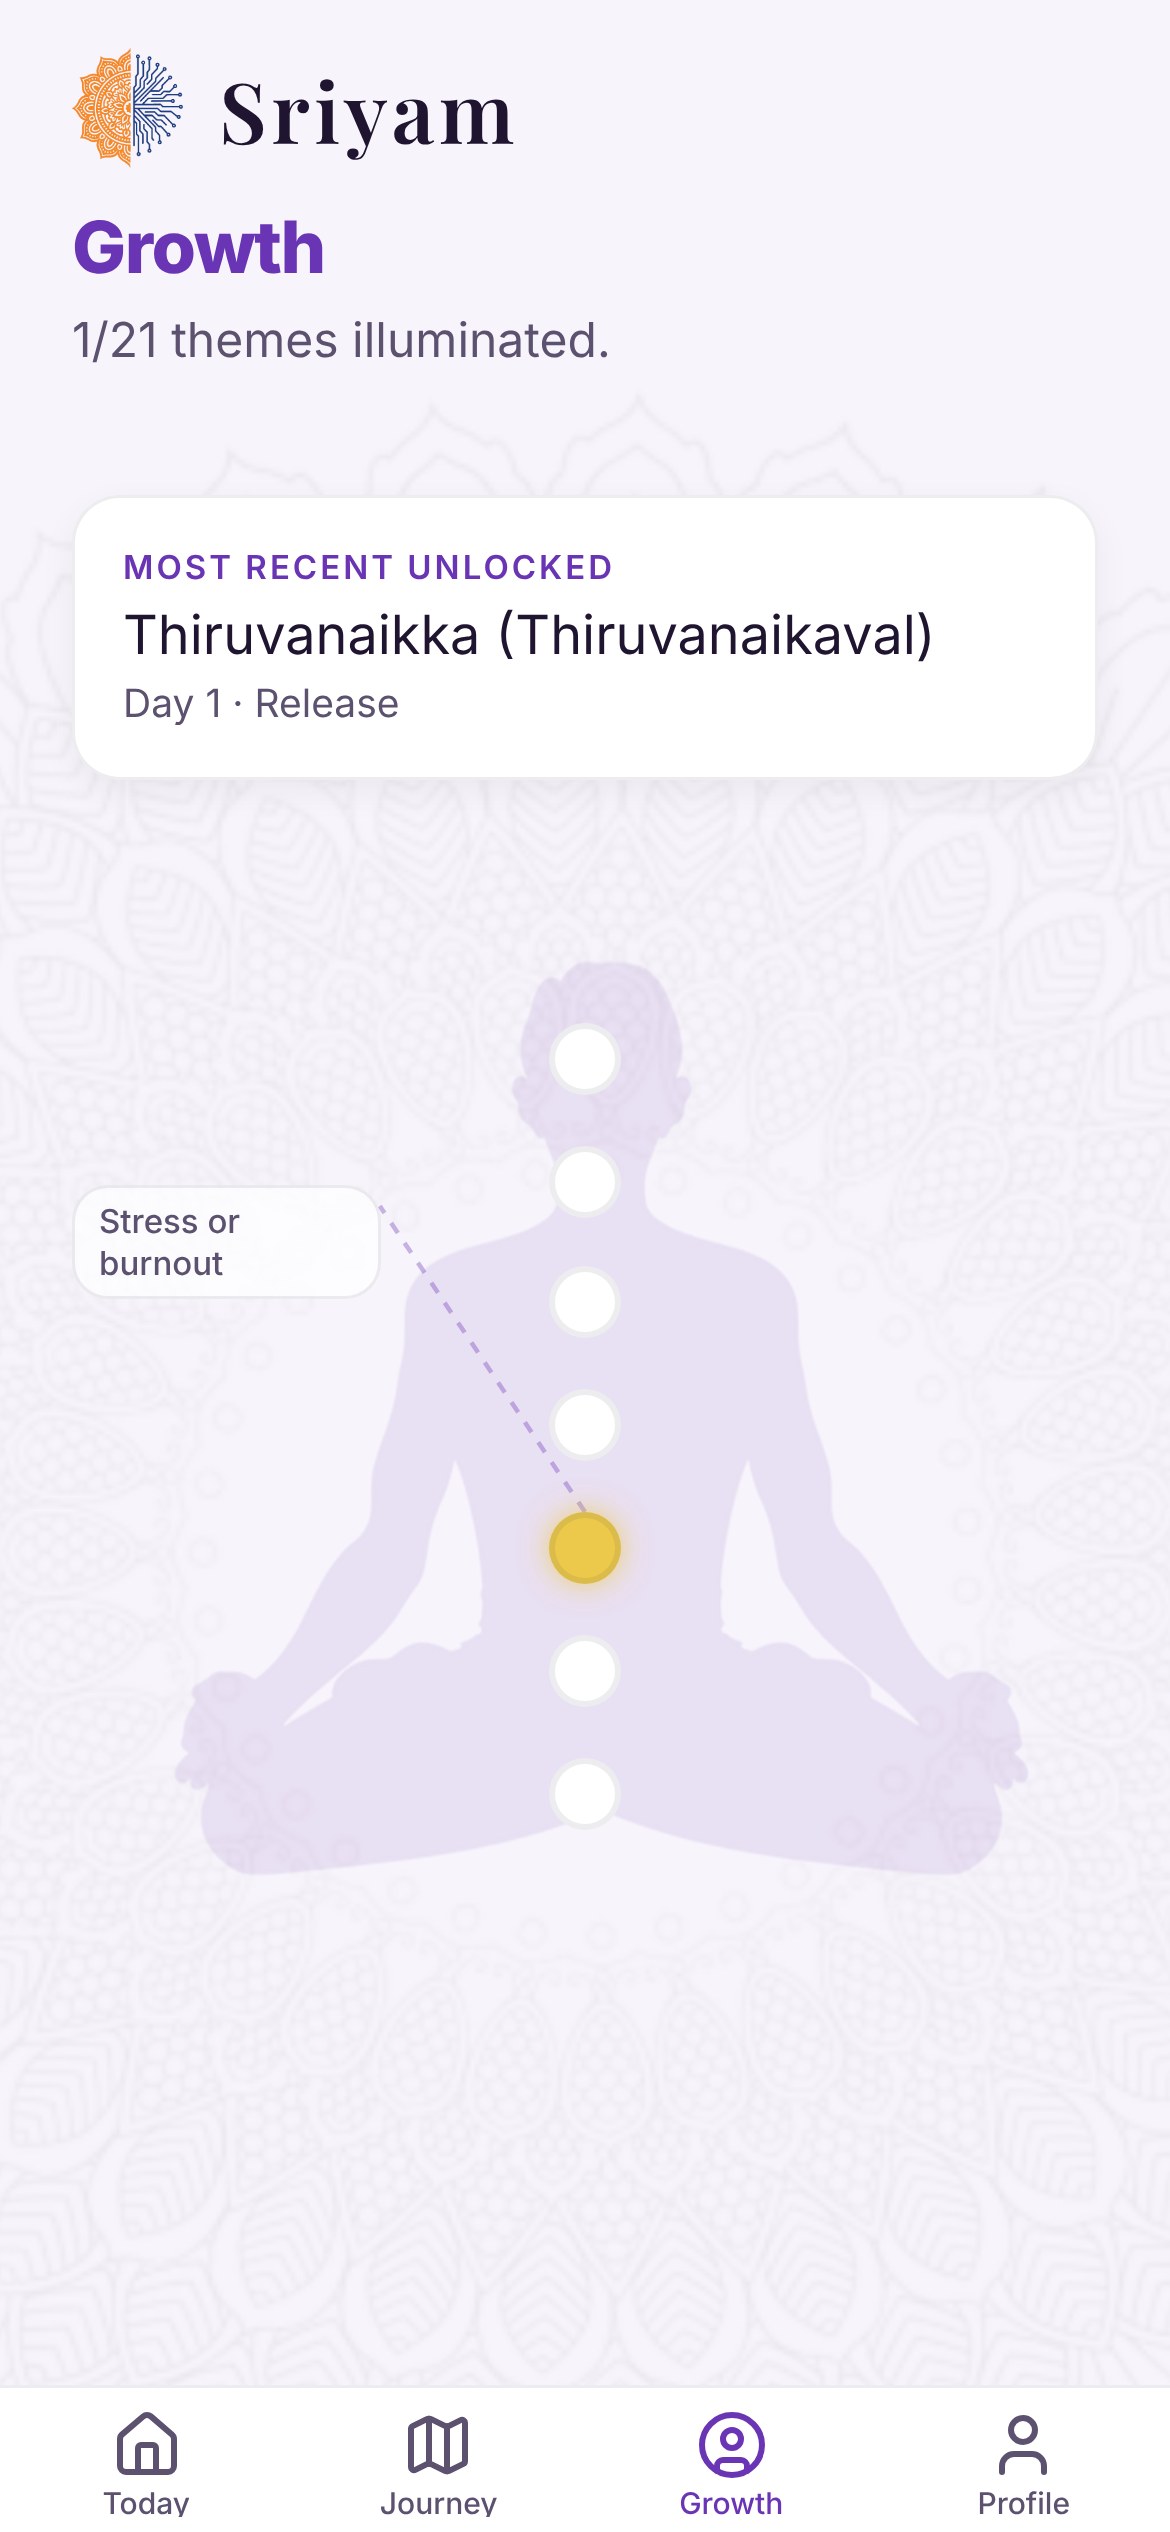 Sriyam
Growth
1/21 themes illuminated.
MOST RECENT UNLOCKED
Thiruvanaikka (Thiruvanaikaval)
Day 1 · Release
Stress or
burnout
Today
Journey
Growth
Profile